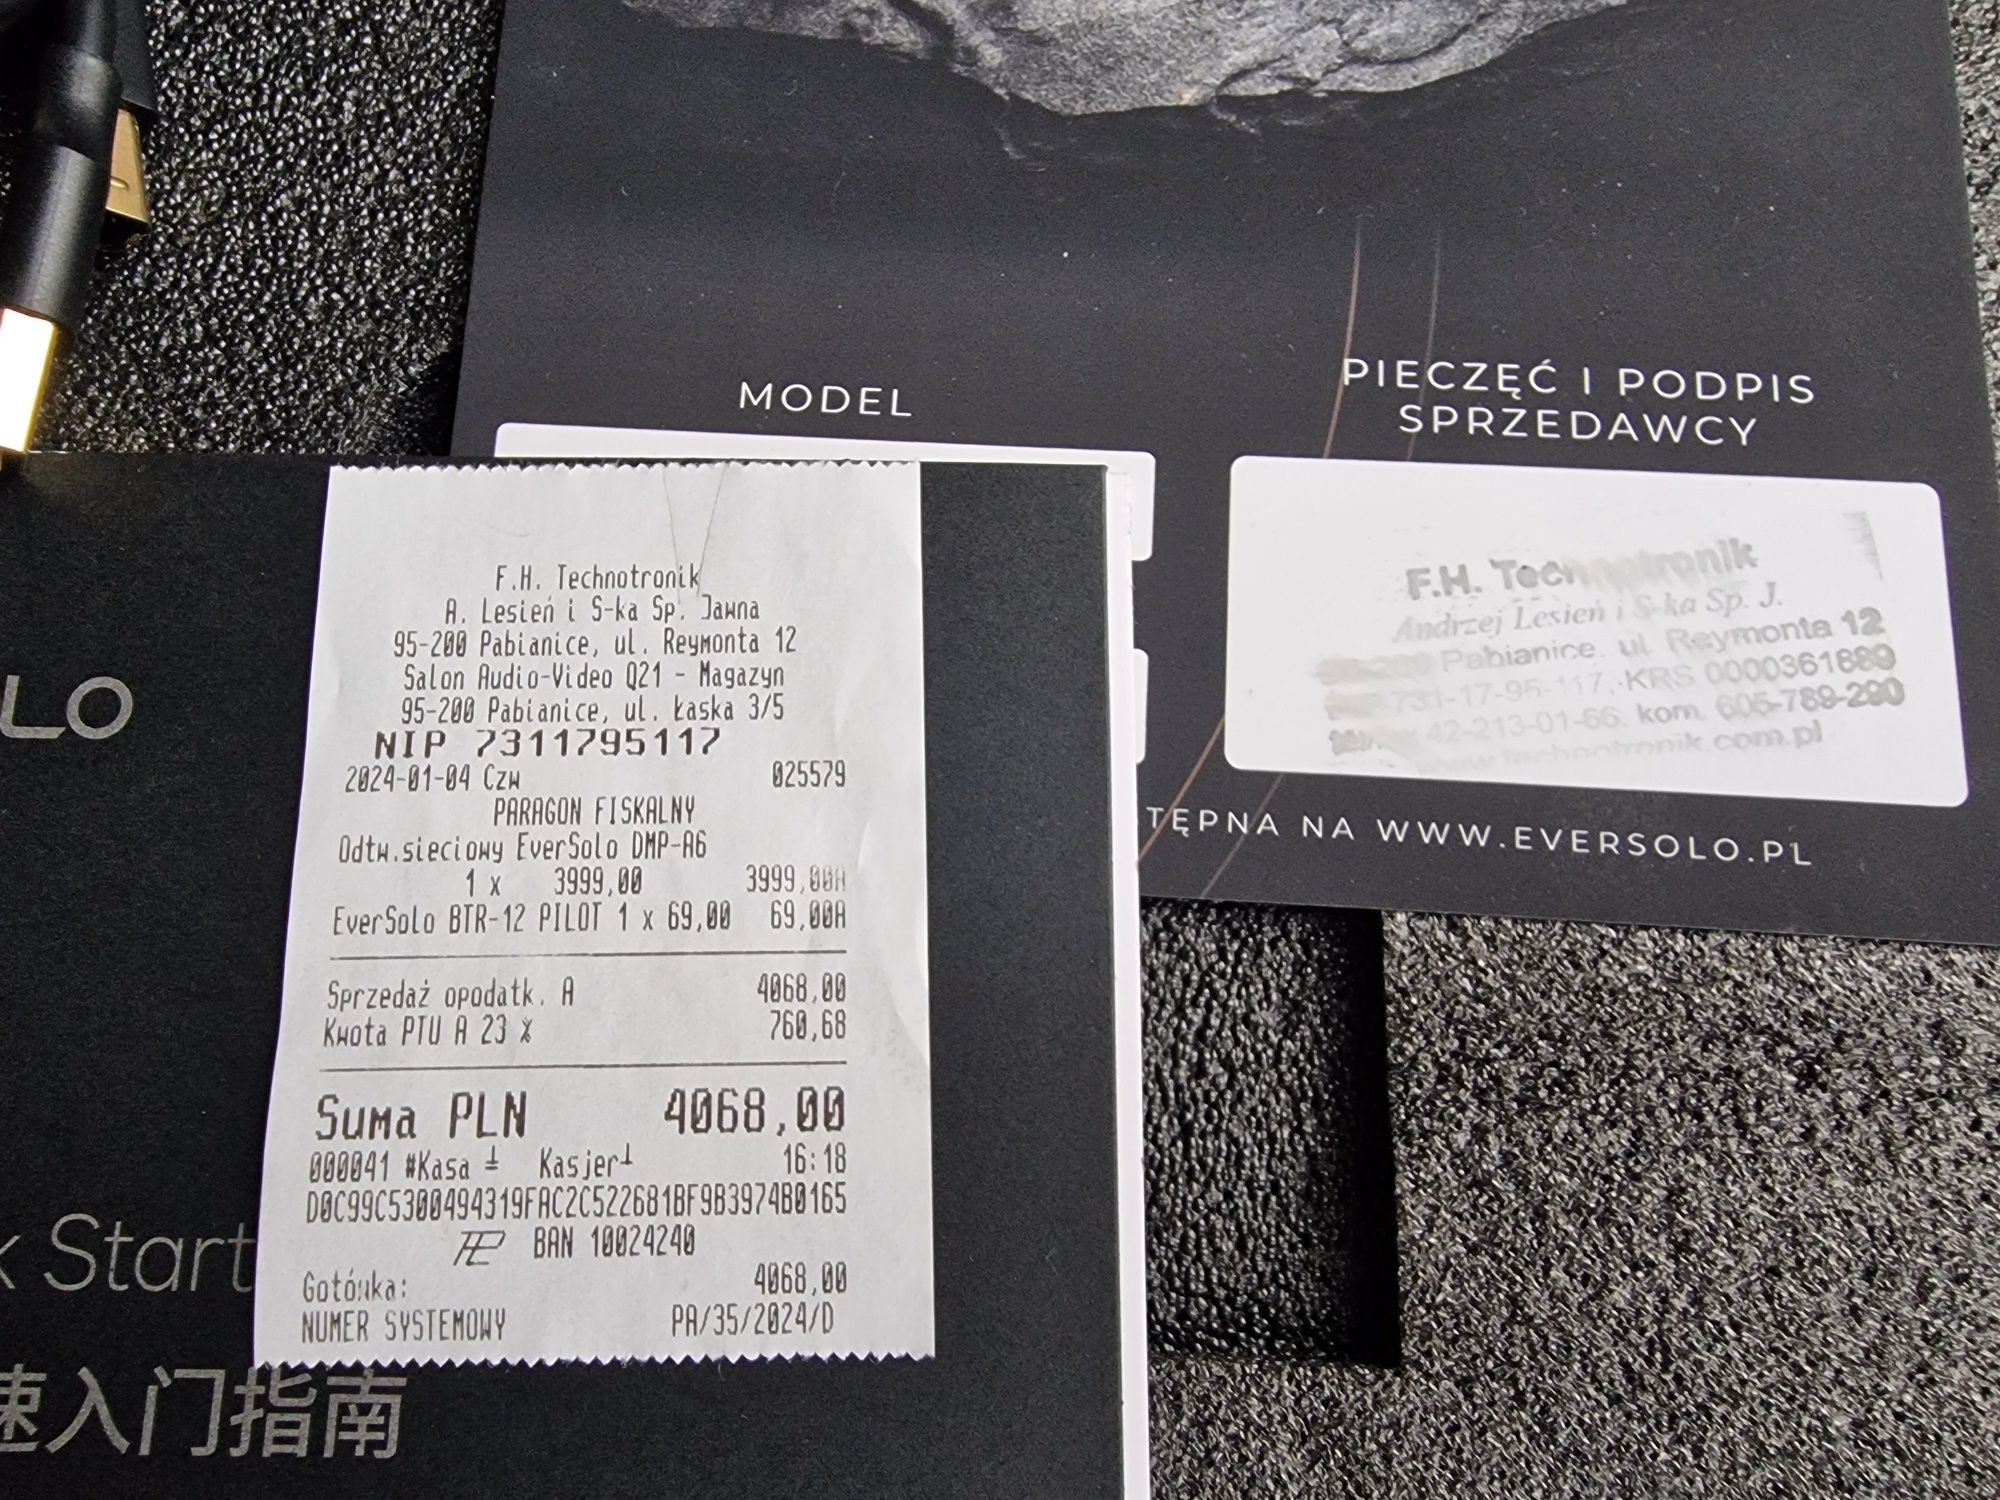 MODEL
PIECZĘĆ I PODPIS
SPRZEDAWCY
F.H. Technotronik
Andrzej Lesień i S-ka Sp. J.
Pabianice, ul. Reymonta 12
731-17-95-117, KRS 0000361889
42-213-01-66 kom. 605-789-290
www.technotronik.com.pl
TĘPNA NA WWW.EVERSOLO.PL
LO
k Start
速入门指南
F.H. Technotronik
A. Lesień i S-ka Sp. Jawna
95-200 Pabianice, ul. Reymonta 12
Salon Audio-Video Q21 - Magazyn
95-200 Pabianice, ul. Łaska 3/5
NIP 7311795117
2024-01-04 Czw 025579
PARAGON FISKALNY
Odtw.sieciowy EverSolo DMP-A6
1 x 3999,00 3999,00A
EverSolo BTR-12 PILOT 1 x 69,00 69,00A
Sprzedaż opodatk. A 4068,00
Kwota PTU A 23 % 760,68
Suma PLN 4068,00
000041 #Kasa 1 Kasjer1 16:18
D0C99C5300494319FAC2C522681BF9B3974B0165
BAN 10024240
Gotówka: 4068,00
NUMER SYSTEMOWY PA/35/2024/D